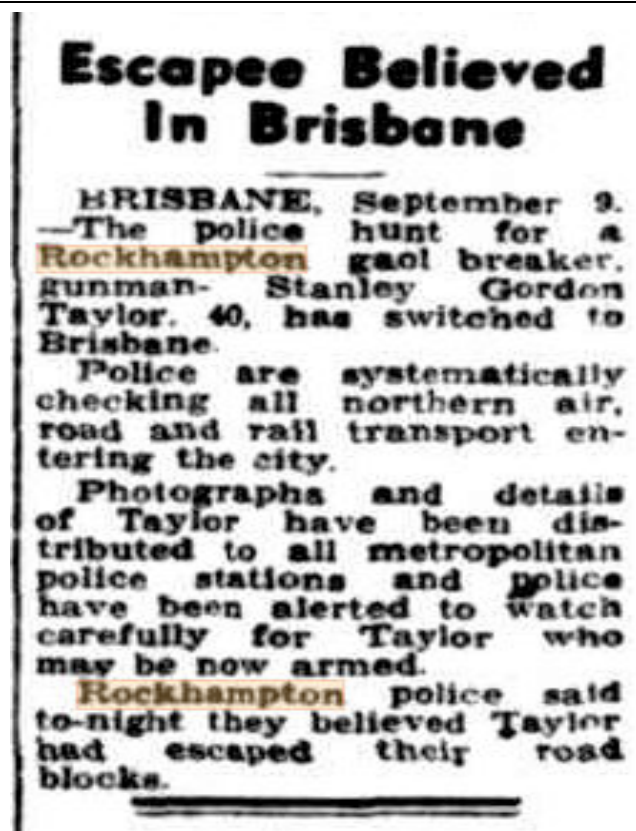 Escapee Believed
In Brisbane
BRISBANE, September 9.
—The police hunt for a
Rockhampton gaol breaker,
gunman- Stanley Gordon
Taylor, 40, has switched to
Brisbane.
Police are systematically
checking all northern air,
road and rail transport en-
tering the city.
Photographs and details
of Taylor have been dis-
tributed to all metropolitan
police stations and police
have been alerted to watch
carefully for Taylor who
may be now armed.
Rockhampton police said
to-night they believed Taylor
had escaped their road
blocks.